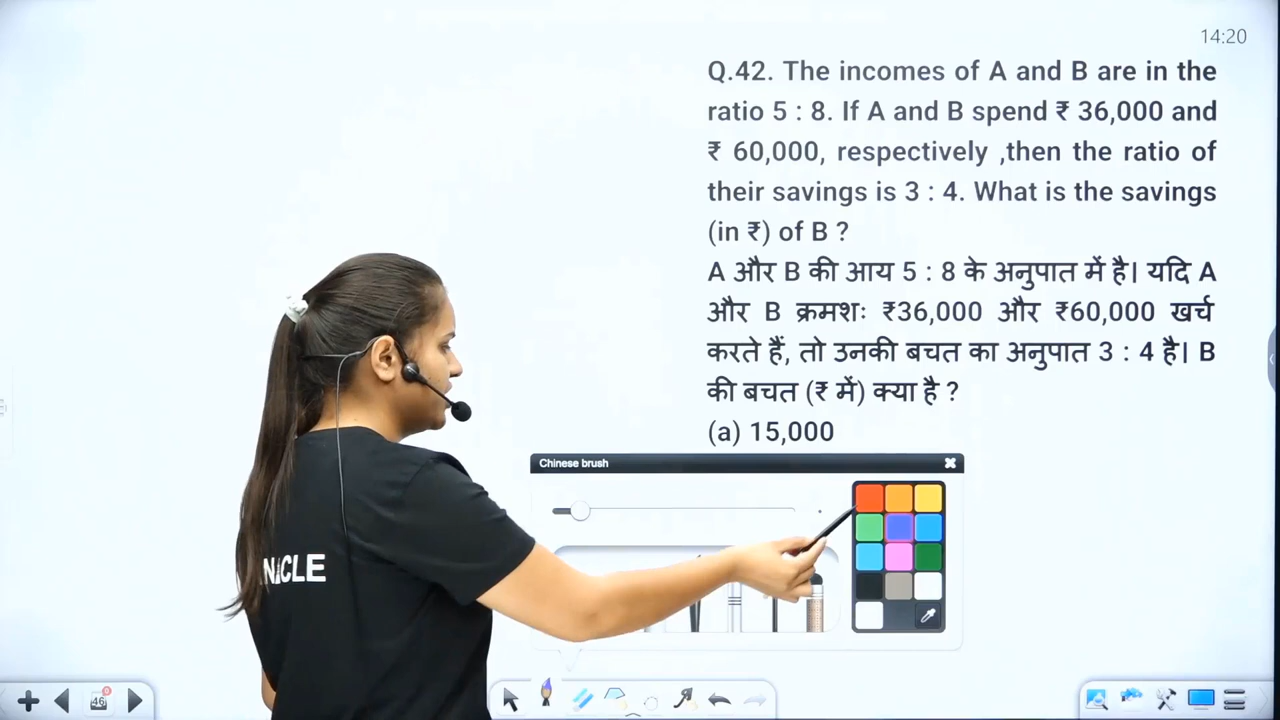 14:20
Q.42. The incomes of A and B are in the
ratio 5 : 8. If A and B spend ₹ 36,000 and
₹ 60,000, respectively ,then the ratio of
their savings is 3 : 4. What is the savings
(in ₹) of B ?
A और B की आय 5 : 8 के अनुपात में है। यदि A
और B क्रमशः ₹36,000 और ₹60,000 खर्च
करते हैं, तो उनकी बचत का अनुपात 3 : 4 है। B
की बचत (₹ में) क्या है ?
(a) 15,000
Chinese brush
NACLE
46